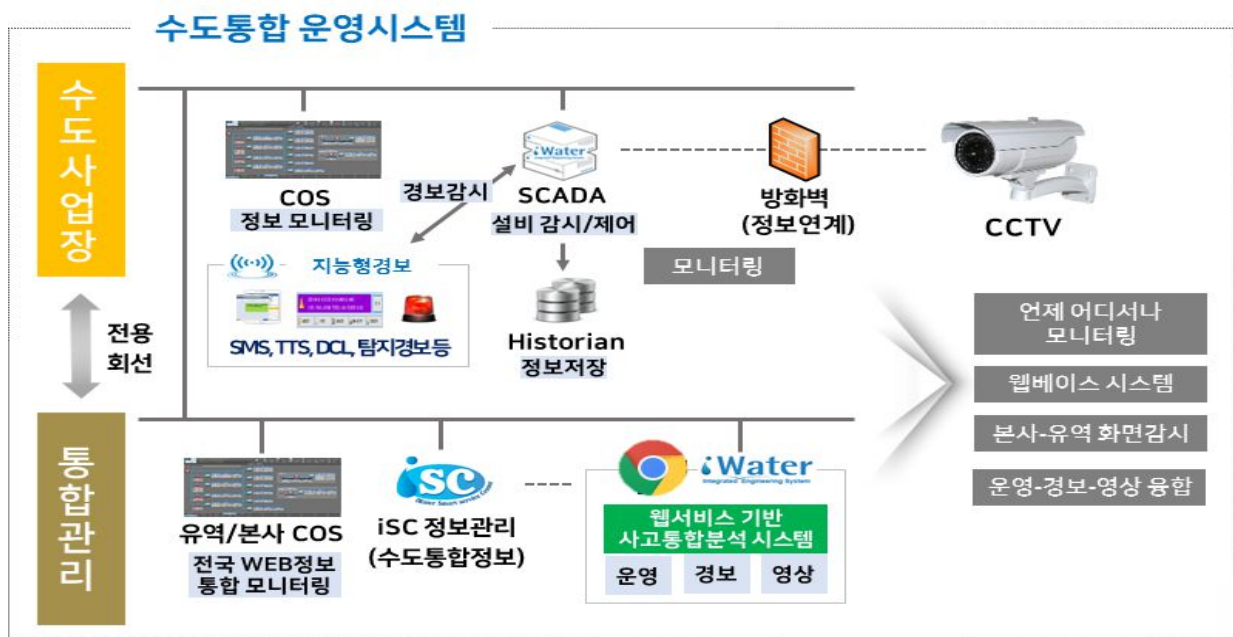 수도통합 운영시스템
수도사업장
COS
정보 모니터링
경보감시
iWater
SCADA
설비 감시/제어
방화벽
(정보연계)
CCTV
지능형경보
SMS, TTS, DCL, 탐지경보등
Historian
정보저장
모니터링
전용
회선
언제 어디서나
모니터링
웹베이스 시스템
본사-유역 화면감시
운영-경보-영상 융합
통합관리
유역/본사 COS
전국 WEB정보
통합 모니터링
iSC
iWater Smart service Center
iSC 정보관리
(수도통합정보)
iWater
Integrated Engineering System
웹서비스 기반
사고통합분석 시스템
운영
경보
영상